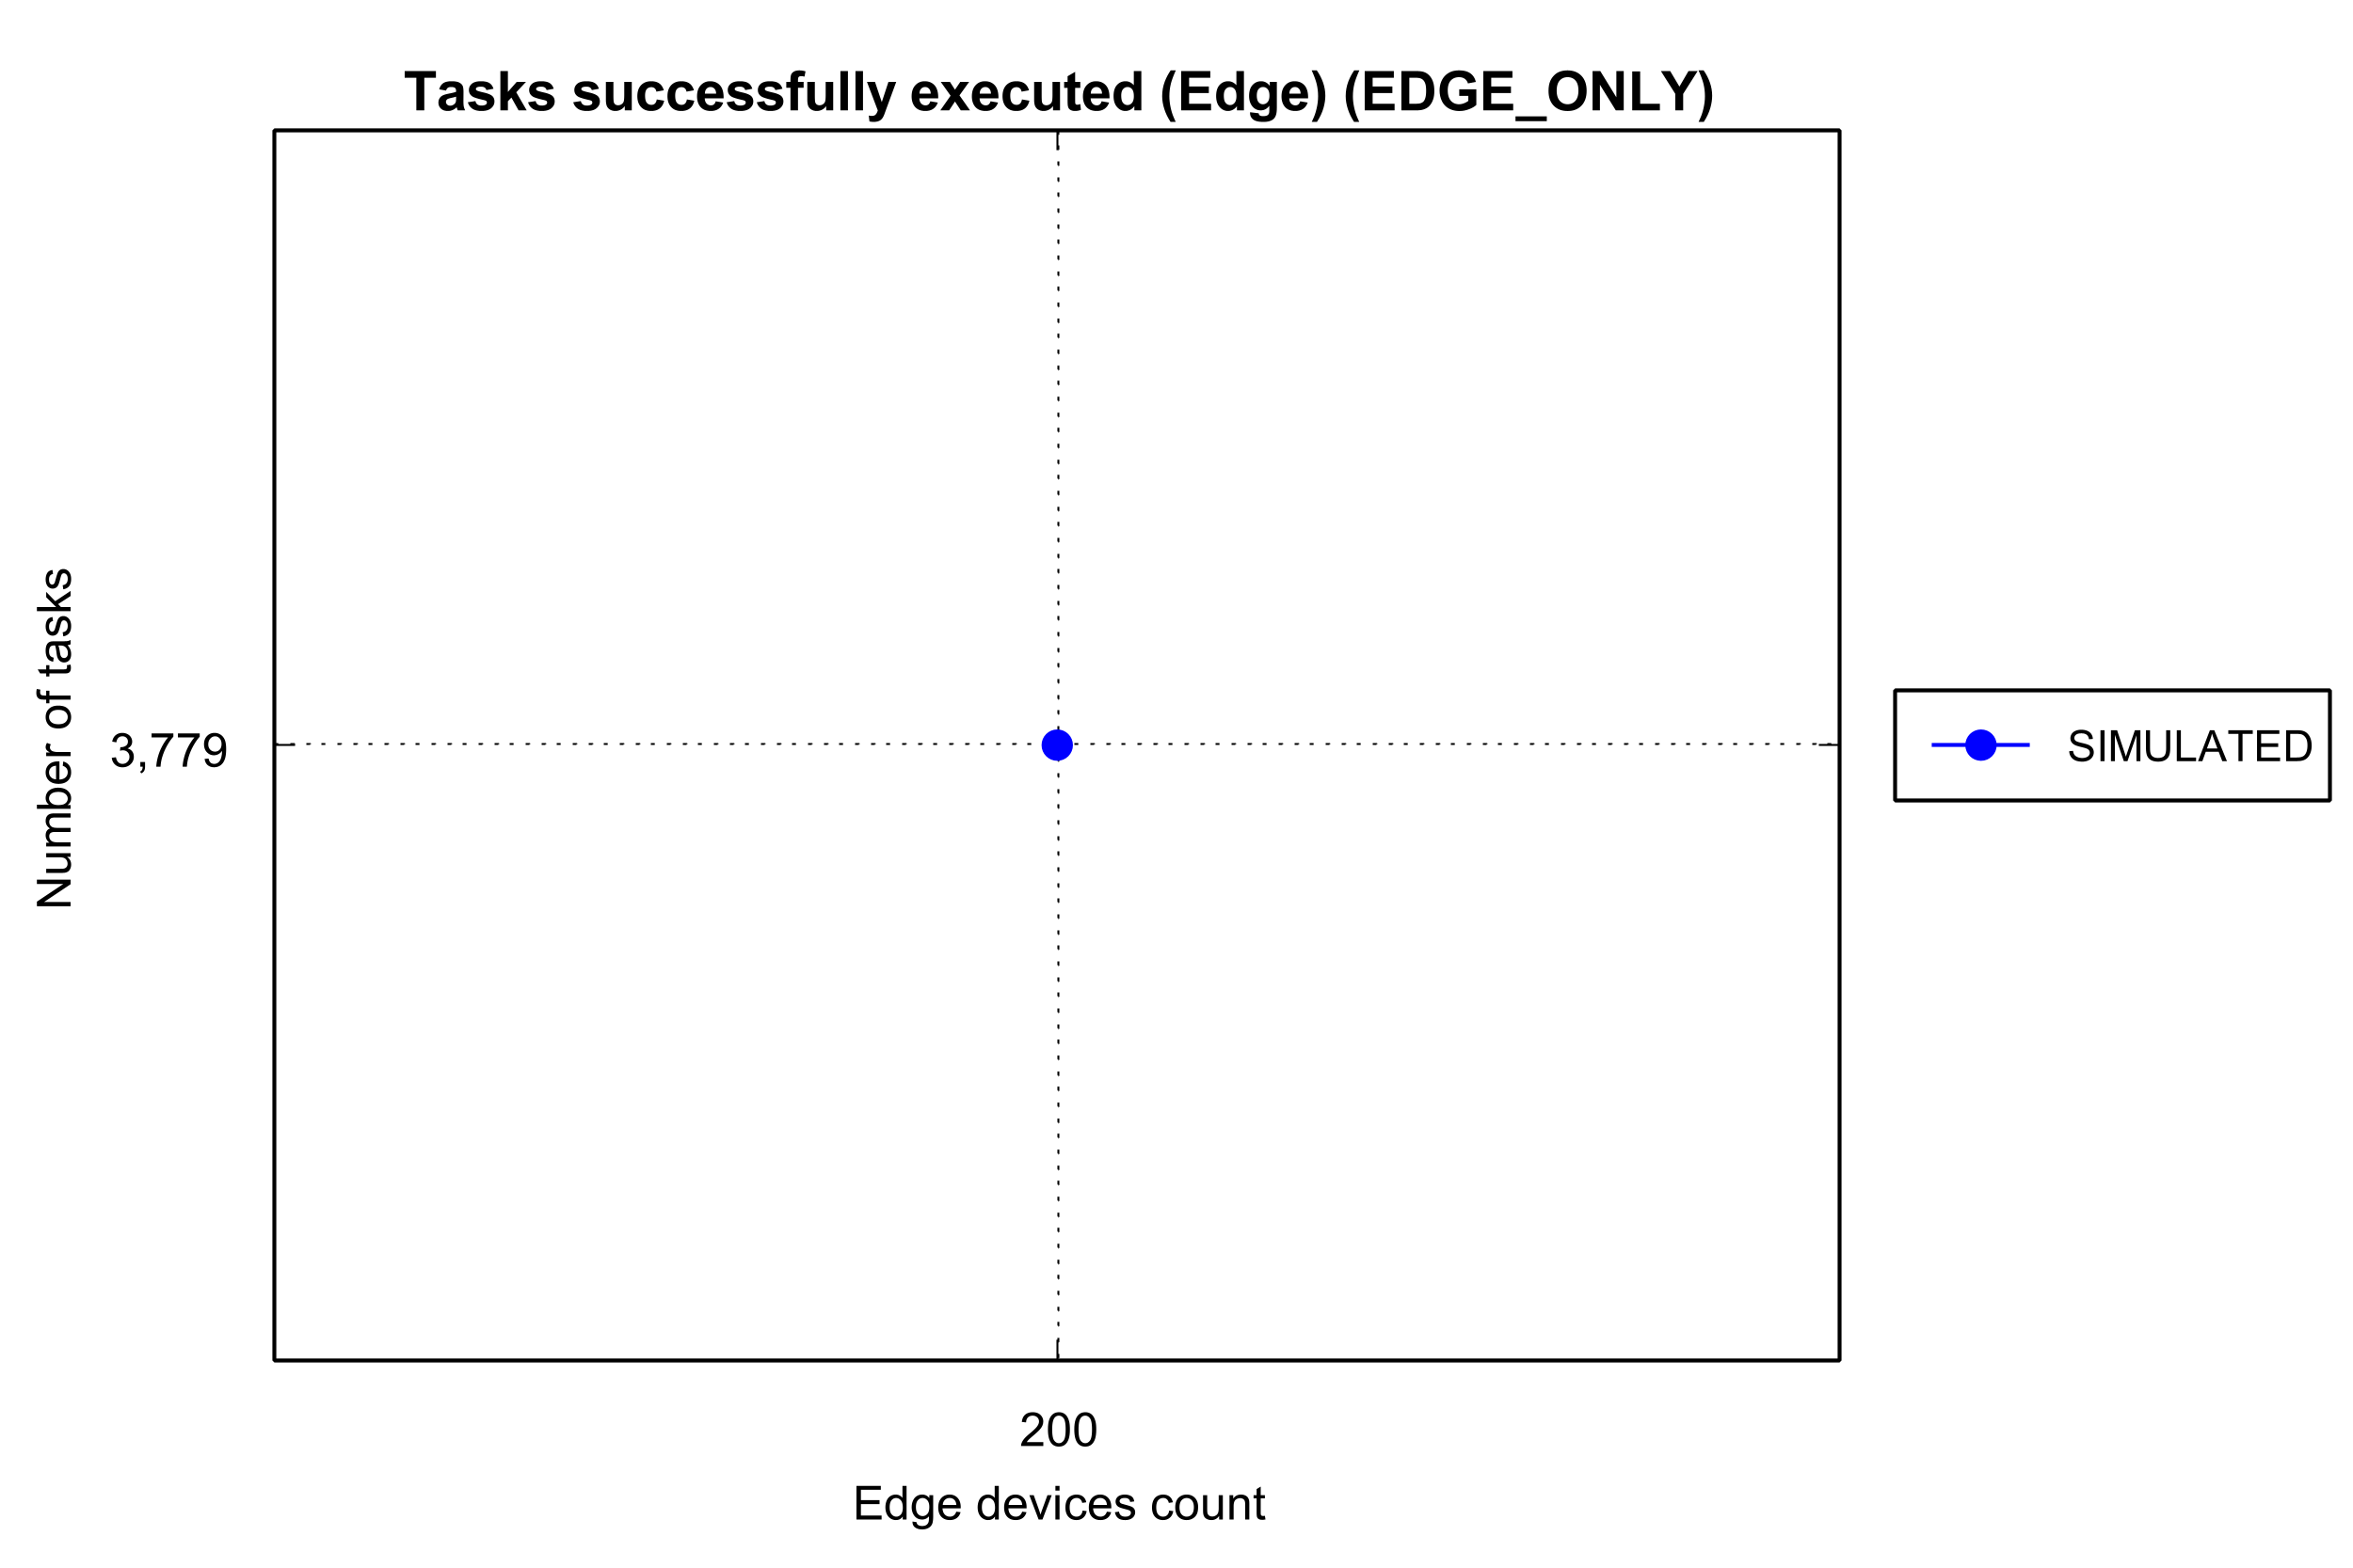 Tasks successfully executed (Edge) (EDGE_ONLY)
Number of tasks
3,779
SIMULATED
200
Edge devices count